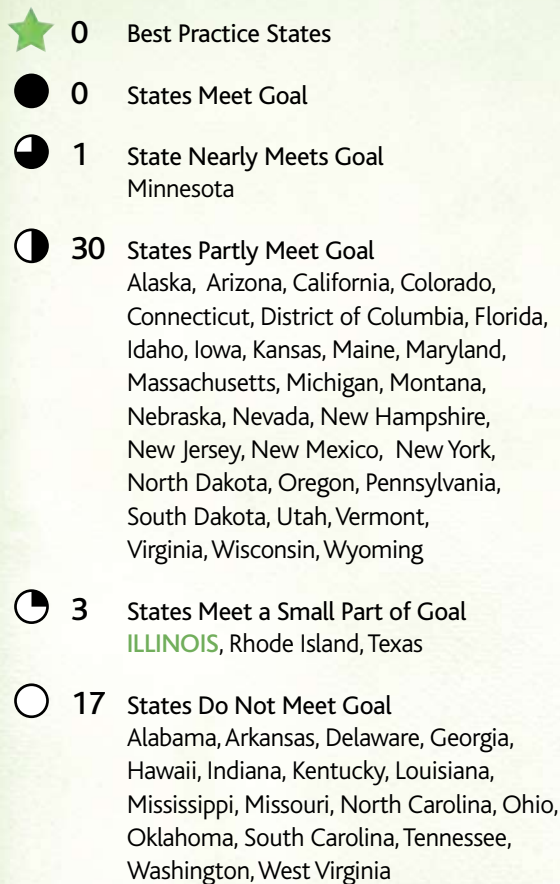 0 Best Practice States
0 States Meet Goal
1 State Nearly Meets Goal
Minnesota
30 States Partly Meet Goal
Alaska, Arizona, California, Colorado,
Connecticut, District of Columbia, Florida,
Idaho, Iowa, Kansas, Maine, Maryland,
Massachusetts, Michigan, Montana,
Nebraska, Nevada, New Hampshire,
New Jersey, New Mexico, New York,
North Dakota, Oregon, Pennsylvania,
South Dakota, Utah, Vermont,
Virginia, Wisconsin, Wyoming
3 States Meet a Small Part of Goal
ILLINOIS, Rhode Island, Texas
17 States Do Not Meet Goal
Alabama, Arkansas, Delaware, Georgia,
Hawaii, Indiana, Kentucky, Louisiana,
Mississippi, Missouri, North Carolina, Ohio,
Oklahoma, South Carolina, Tennessee,
Washington, West Virginia